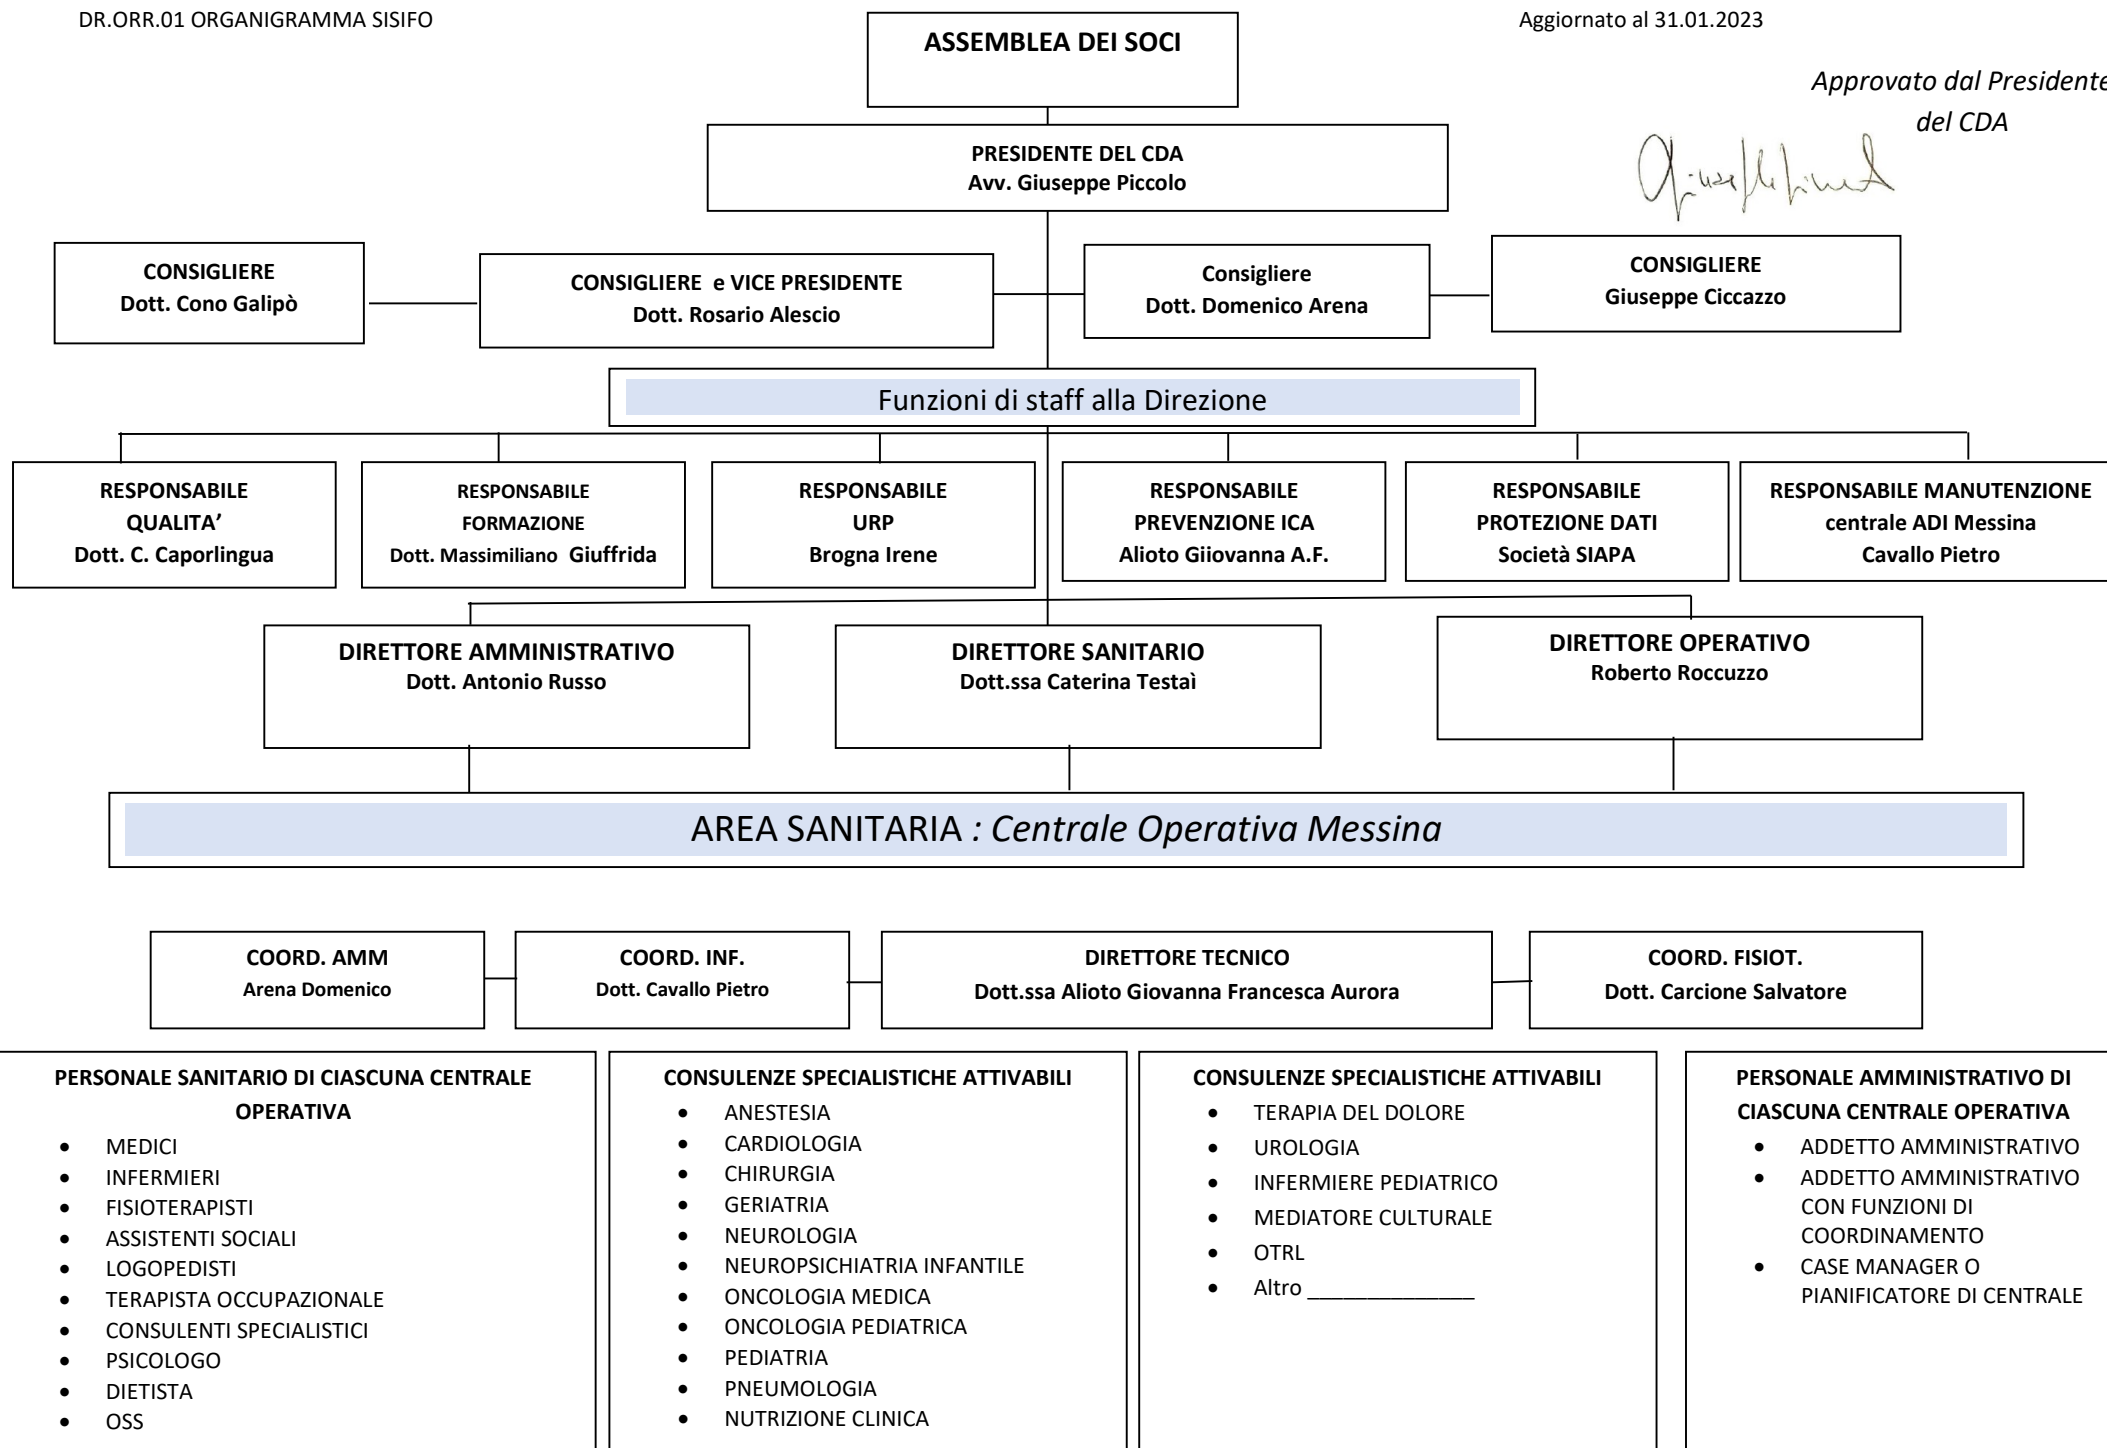 DR.ORR.01 ORGANIGRAMMA SISIFO
Aggiornato al 31.01.2023
ASSEMBLEA DEI SOCI
Approvato dal Presidente
del CDA
PRESIDENTE DEL CDA
Avv. Giuseppe Piccolo
CONSIGLIERE
Dott. Cono Galipò
CONSIGLIERE e VICE PRESIDENTE
Dott. Rosario Alescio
Consigliere
Dott. Domenico Arena
CONSIGLIERE
Giuseppe Ciccazzo
Funzioni di staff alla Direzione
RESPONSABILE
QUALITA’
Dott. C. Caporlingua
RESPONSABILE
FORMAZIONE
Dott. Massimiliano Giuffrida
RESPONSABILE
URP
Brogna Irene
RESPONSABILE
PREVENZIONE ICA
Alioto Giiovanna A.F.
RESPONSABILE
PROTEZIONE DATI
Società SIAPA
RESPONSABILE MANUTENZIONE
centrale ADI Messina
Cavallo Pietro
DIRETTORE AMMINISTRATIVO
Dott. Antonio Russo
DIRETTORE SANITARIO
Dott.ssa Caterina Testaì
DIRETTORE OPERATIVO
Roberto Roccuzzo
AREA SANITARIA : Centrale Operativa Messina
COORD. AMM
Arena Domenico
COORD. INF.
Dott. Cavallo Pietro
DIRETTORE TECNICO
Dott.ssa Alioto Giovanna Francesca Aurora
COORD. FISIOT.
Dott. Carcione Salvatore
PERSONALE SANITARIO DI CIASCUNA CENTRALE
OPERATIVA
• MEDICI
• INFERMIERI
• FISIOTERAPISTI
• ASSISTENTI SOCIALI
• LOGOPEDISTI
• TERAPISTA OCCUPAZIONALE
• CONSULENTI SPECIALISTICI
• PSICOLOGO
• DIETISTA
• OSS
CONSULENZE SPECIALISTICHE ATTIVABILI
• ANESTESIA
• CARDIOLOGIA
• CHIRURGIA
• GERIATRIA
• NEUROLOGIA
• NEUROPSICHIATRIA INFANTILE
• ONCOLOGIA MEDICA
• ONCOLOGIA PEDIATRICA
• PEDIATRIA
• PNEUMOLOGIA
• NUTRIZIONE CLINICA
CONSULENZE SPECIALISTICHE ATTIVABILI
• TERAPIA DEL DOLORE
• UROLOGIA
• INFERMIERE PEDIATRICO
• MEDIATORE CULTURALE
• OTRL
• Altro ______________
PERSONALE AMMINISTRATIVO DI
CIASCUNA CENTRALE OPERATIVA
• ADDETTO AMMINISTRATIVO
• ADDETTO AMMINISTRATIVO
CON FUNZIONI DI
COORDINAMENTO
• CASE MANAGER O
PIANIFICATORE DI CENTRALE